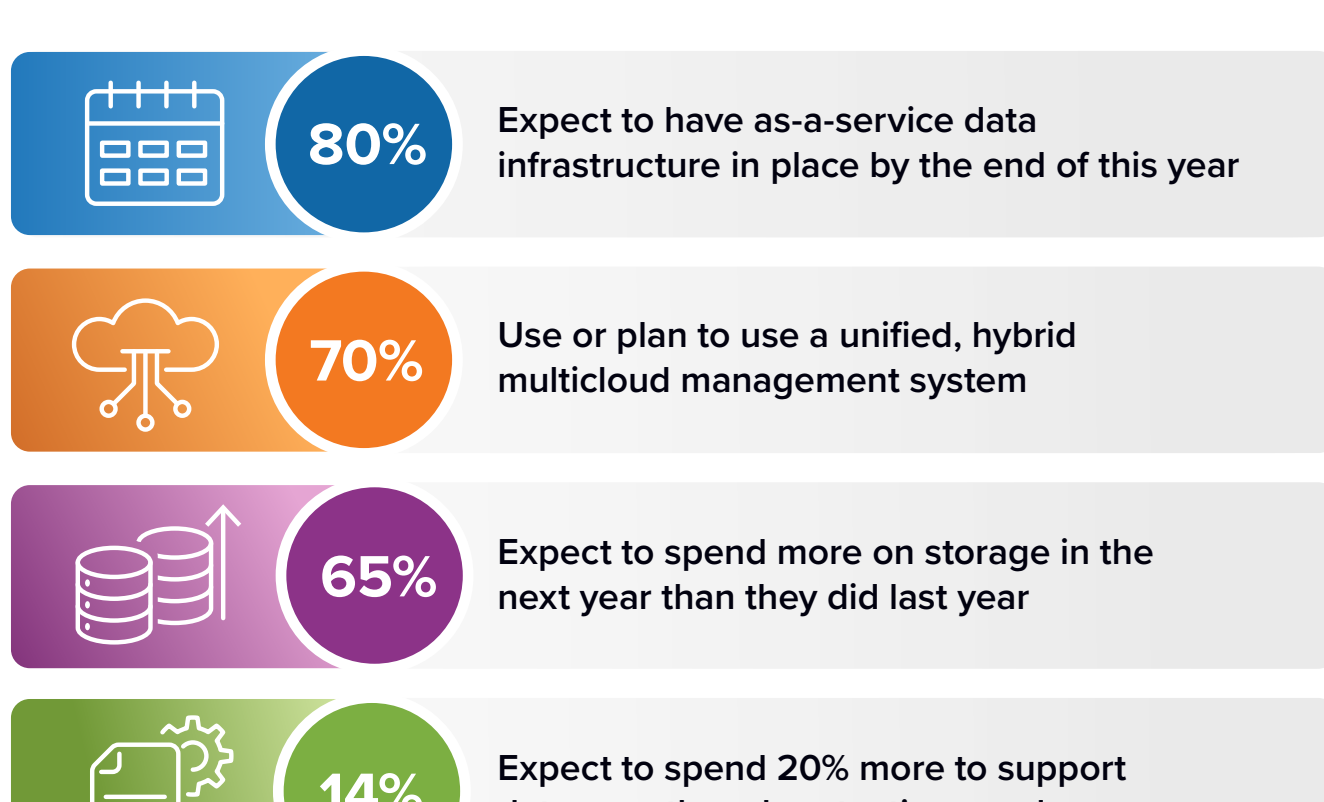 80%
Expect to have as-a-service data
infrastructure in place by the end of this year
70%
Use or plan to use a unified, hybrid
multicloud management system
65%
Expect to spend more on storage in the
next year than they did last year
14%
Expect to spend 20% more to support